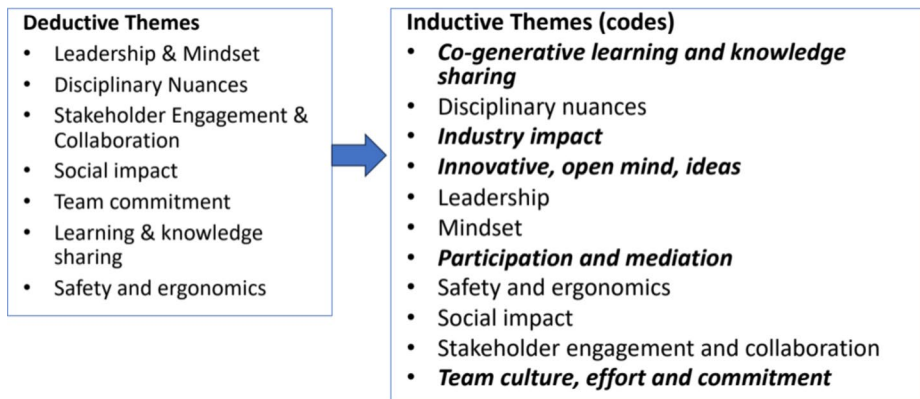 Deductive Themes
• Leadership & Mindset
• Disciplinary Nuances
• Stakeholder Engagement &
Collaboration
• Social impact
• Team commitment
• Learning & knowledge
sharing
• Safety and ergonomics
Inductive Themes (codes)
• Co-generative learning and knowledge
sharing
• Disciplinary nuances
• Industry impact
• Innovative, open mind, ideas
• Leadership
• Mindset
• Participation and mediation
• Safety and ergonomics
• Social impact
• Stakeholder engagement and collaboration
• Team culture, effort and commitment